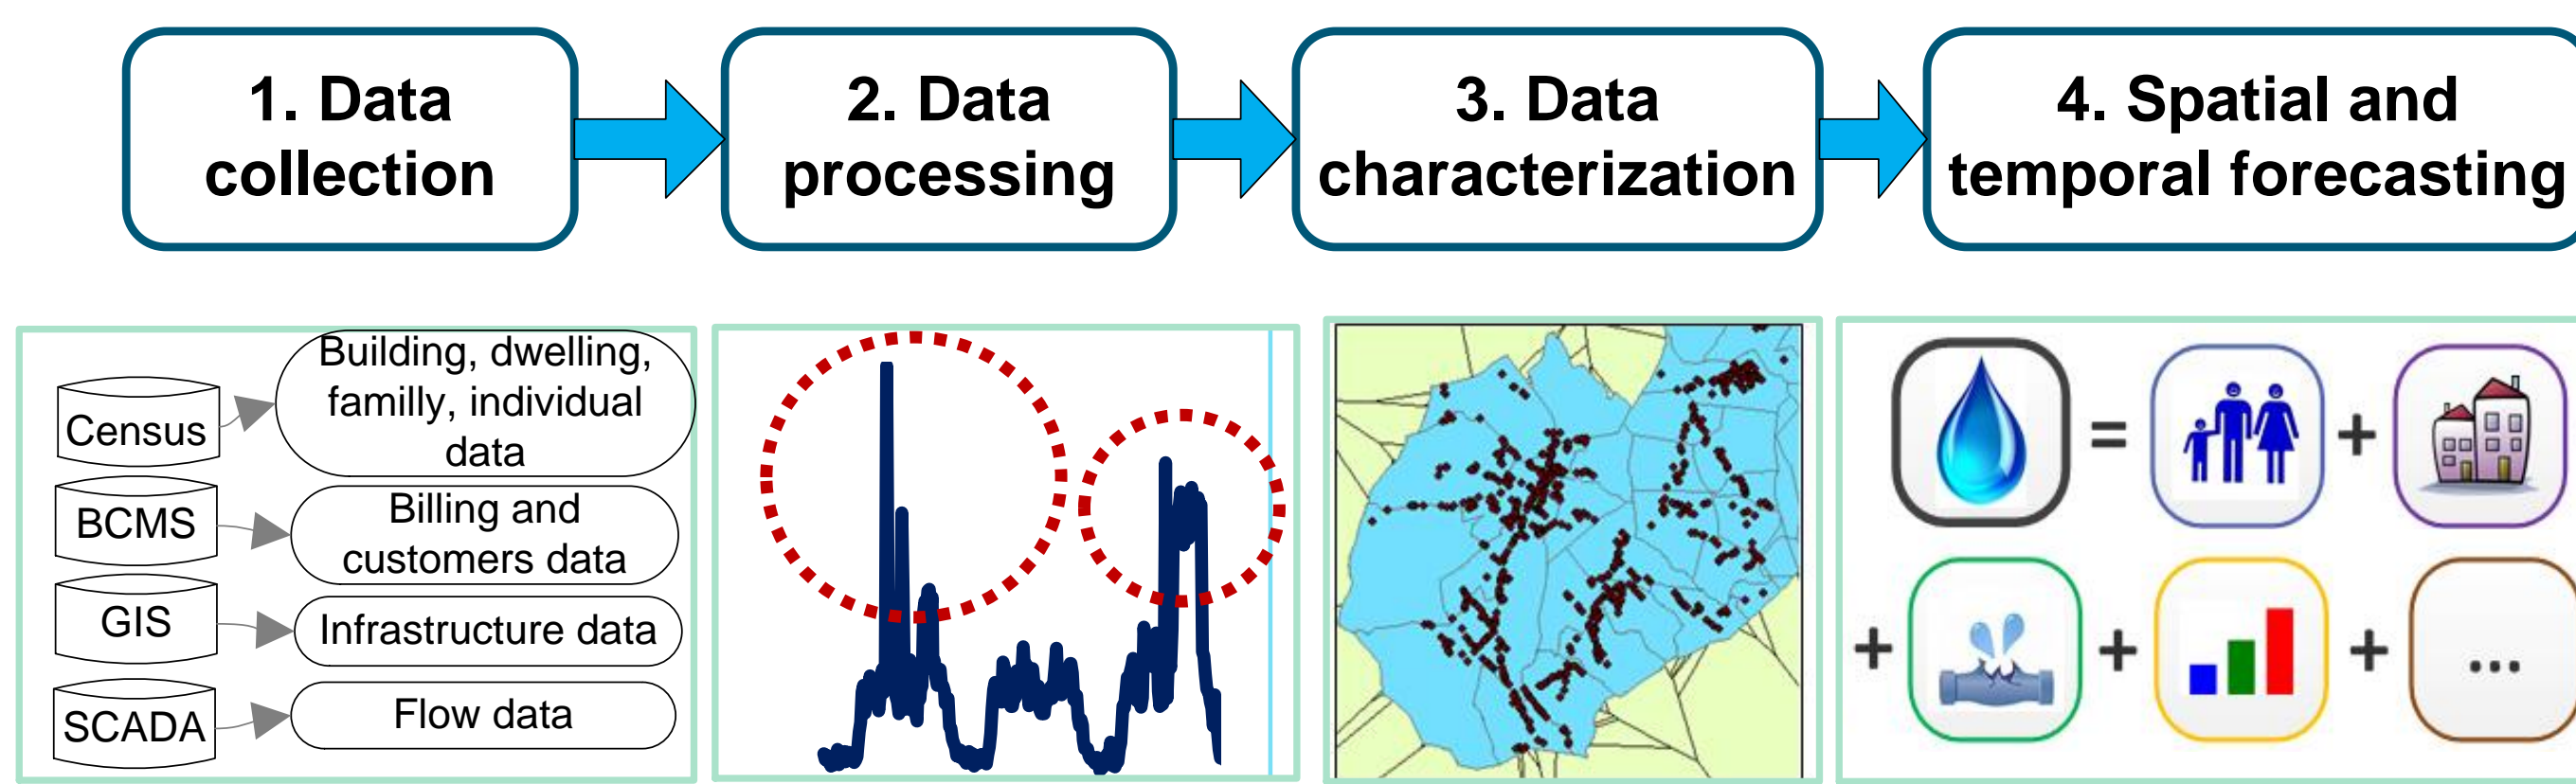 1. Data
collection
2. Data
processing
3. Data
characterization
4. Spatial and
temporal forecasting
Census
Building, dwelling,
familly, individual
data
BCMS
Billing and
customers data
GIS
Infrastructure data
SCADA
Flow data
=
+
+
+
+
...